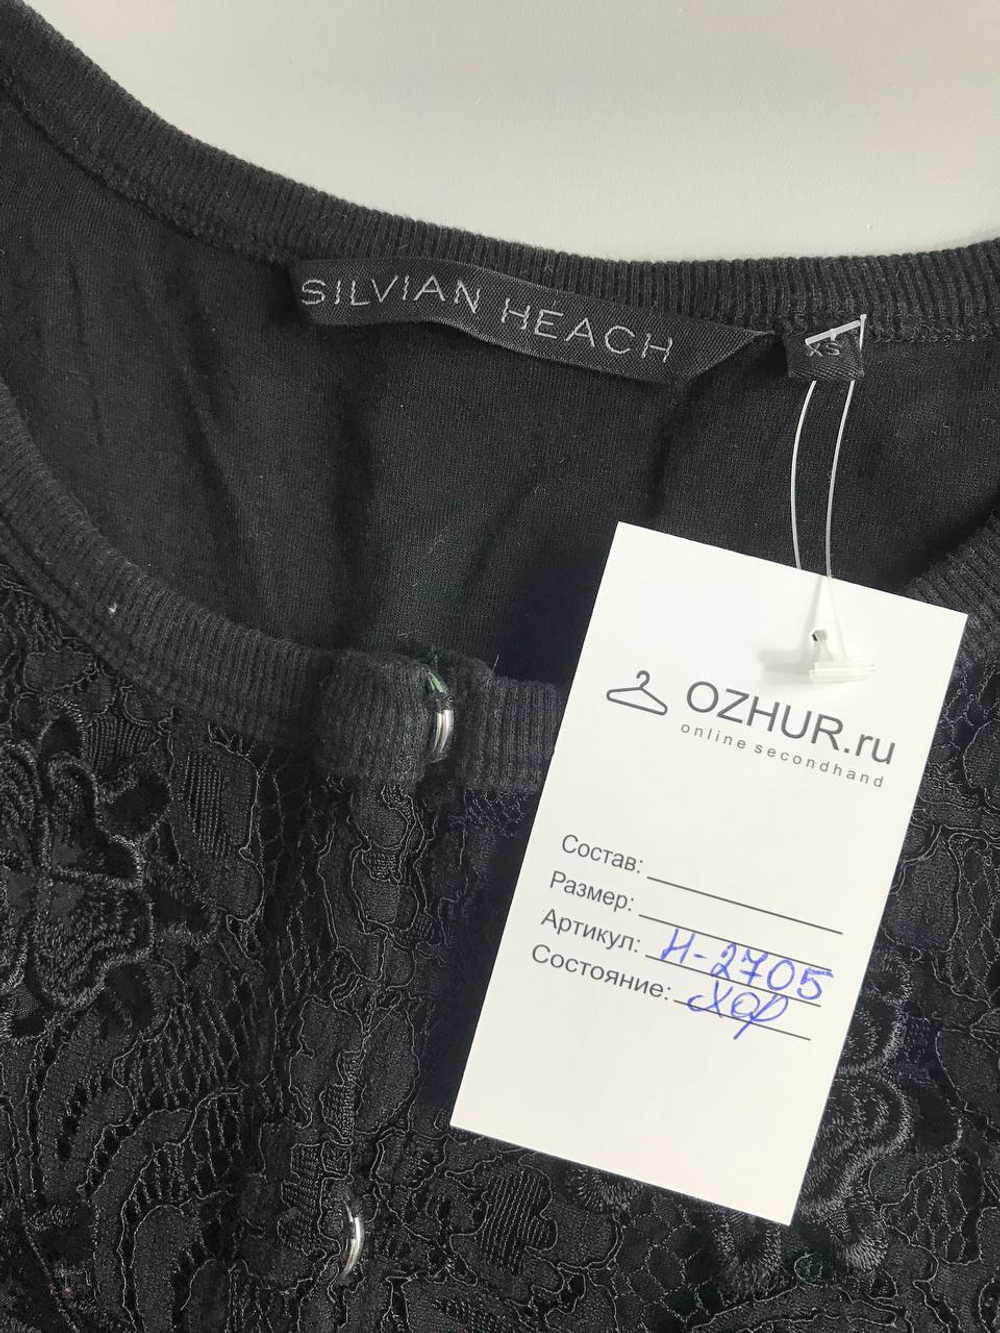 SILVIAN HEACH
XS
OZHUR.ru
online secondhand
Состав:
Размер:
Артикул: Н-2705
Состояние: хор